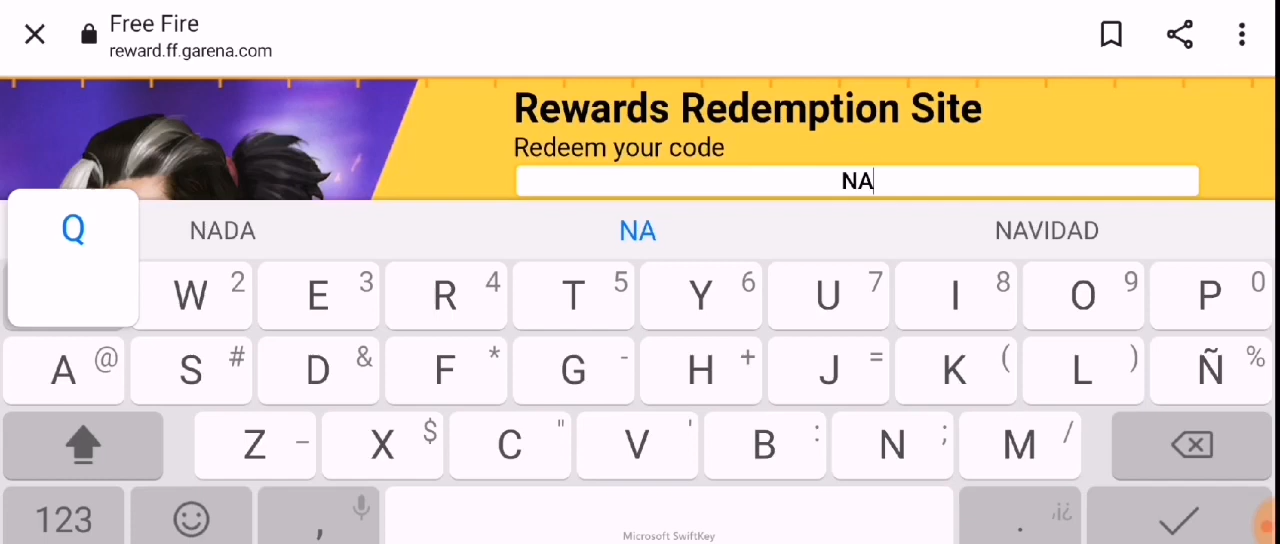 Free Fire
reward.ff.garena.com
Rewards Redemption Site
Redeem your code
NA
Q
NADA NA NAVIDAD
W 2 E 3 R 4 T 5 Y 6 U 7 I 8 O 9 P 0
A @ S # D & F * G - H + J = K ( L ) Ñ %
Z _ X $ C " V ' B : N ; M /
123 , . ¡¿
Microsoft SwiftKey